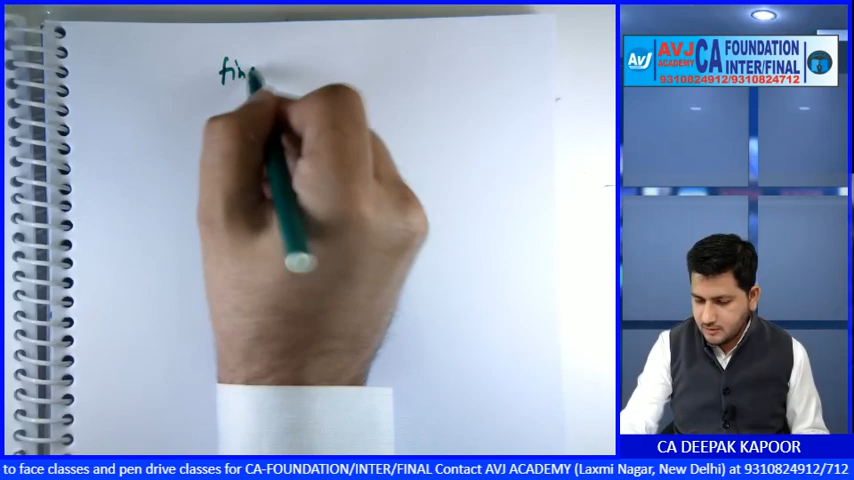 fin
AVJ
AVJ
ACADEMY
CA
FOUNDATION
INTER/FINAL
9310824912/9310824712
CA DEEPAK KAPOOR
to face classes and pen drive classes for CA-FOUNDATION/INTER/FINAL Contact AVJ ACADEMY (Laxmi Nagar, New Delhi) at 9310824912/712